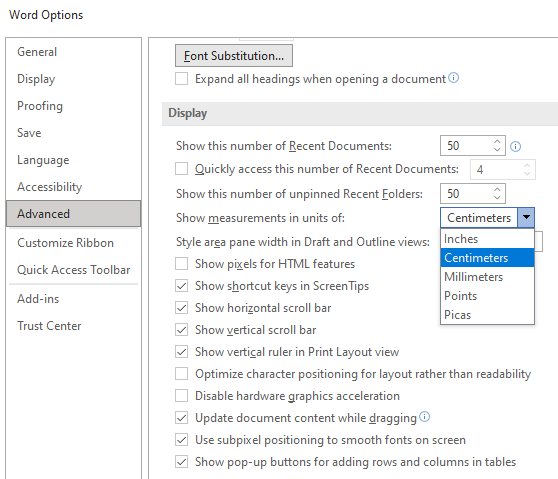 Word Options
General
Display
Proofing
Save
Language
Accessibility
Advanced
Customize Ribbon
Quick Access Toolbar
Add-ins
Trust Center
Font Substitution...
Expand all headings when opening a document
Display
Show this number of Recent Documents: 50
Quickly access this number of Recent Documents: 4
Show this number of unpinned Recent Folders: 50
Show measurements in units of: Centimeters
Inches
Centimeters
Millimeters
Points
Picas
Style area pane width in Draft and Outline views:
Show pixels for HTML features
Show shortcut keys in ScreenTips
Show horizontal scroll bar
Show vertical scroll bar
Show vertical ruler in Print Layout view
Optimize character positioning for layout rather than readability
Disable hardware graphics acceleration
Update document content while dragging
Use subpixel positioning to smooth fonts on screen
Show pop-up buttons for adding rows and columns in tables